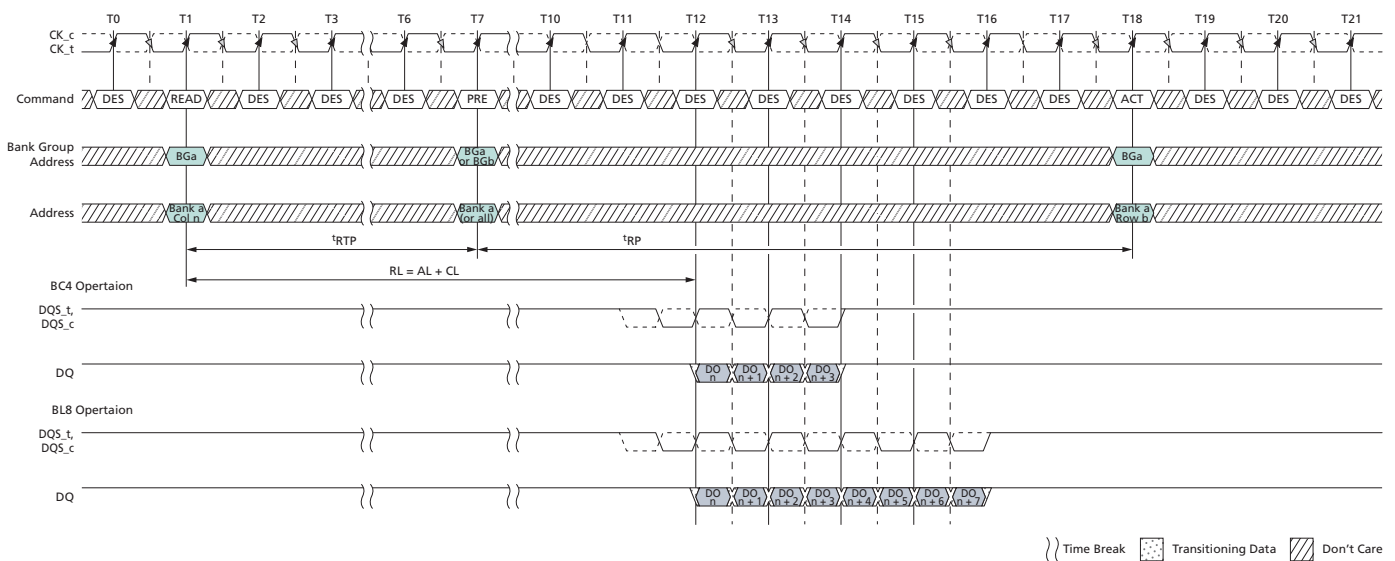 T0 T1 T2 T3 T6 T7 T10 T11 T12 T13 T14 T15 T16 T17 T18 T19 T20 T21
CK_c
CK_t
Command DES READ DES DES DES PRE DES DES DES DES DES DES DES DES ACT DES DES DES
Bank Group
Address
BGa
BGa
or BGb
BGa
Address
Bank a
Col n
Bank a
(or all)
Bank a
Row b
tRTP tRP
RL = AL + CL
BC4 Opertaion
DQS_t,
DQS_c
DQ
DO
n
DO
n + 1
DO
n + 2
DO
n + 3
BL8 Opertaion
DQS_t,
DQS_c
DQ
DO
n
DO
n + 1
DO
n + 2
DO
n + 3
DO
n + 4
DO
n + 5
DO
n + 6
DO
n + 7
Time Break Transitioning Data Don't Care